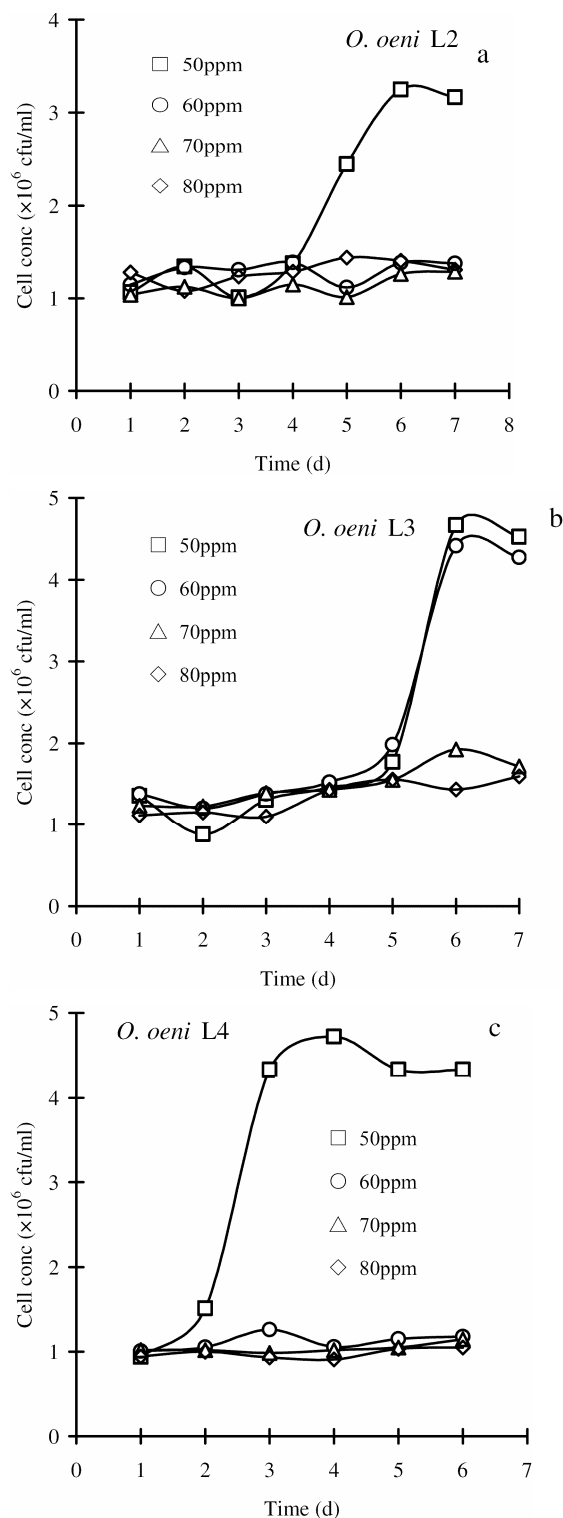 4
O. oeni L2
a
50ppm
60ppm
70ppm
80ppm
3
2
1
0
Cell conc (×10⁶ cfu/ml)
0 1 2 3 4 5 6 7 8
Time (d)
5
b
O. oeni L3
50ppm
60ppm
70ppm
80ppm
4
3
2
1
0
Cell conc (×10⁶ cfu/ml)
0 1 2 3 4 5 6 7
Time (d)
5
O. oeni L4
c
4
50ppm
60ppm
70ppm
80ppm
3
2
1
0
Cell conc (×10⁶ cfu/ml)
0 1 2 3 4 5 6 7
Time (d)